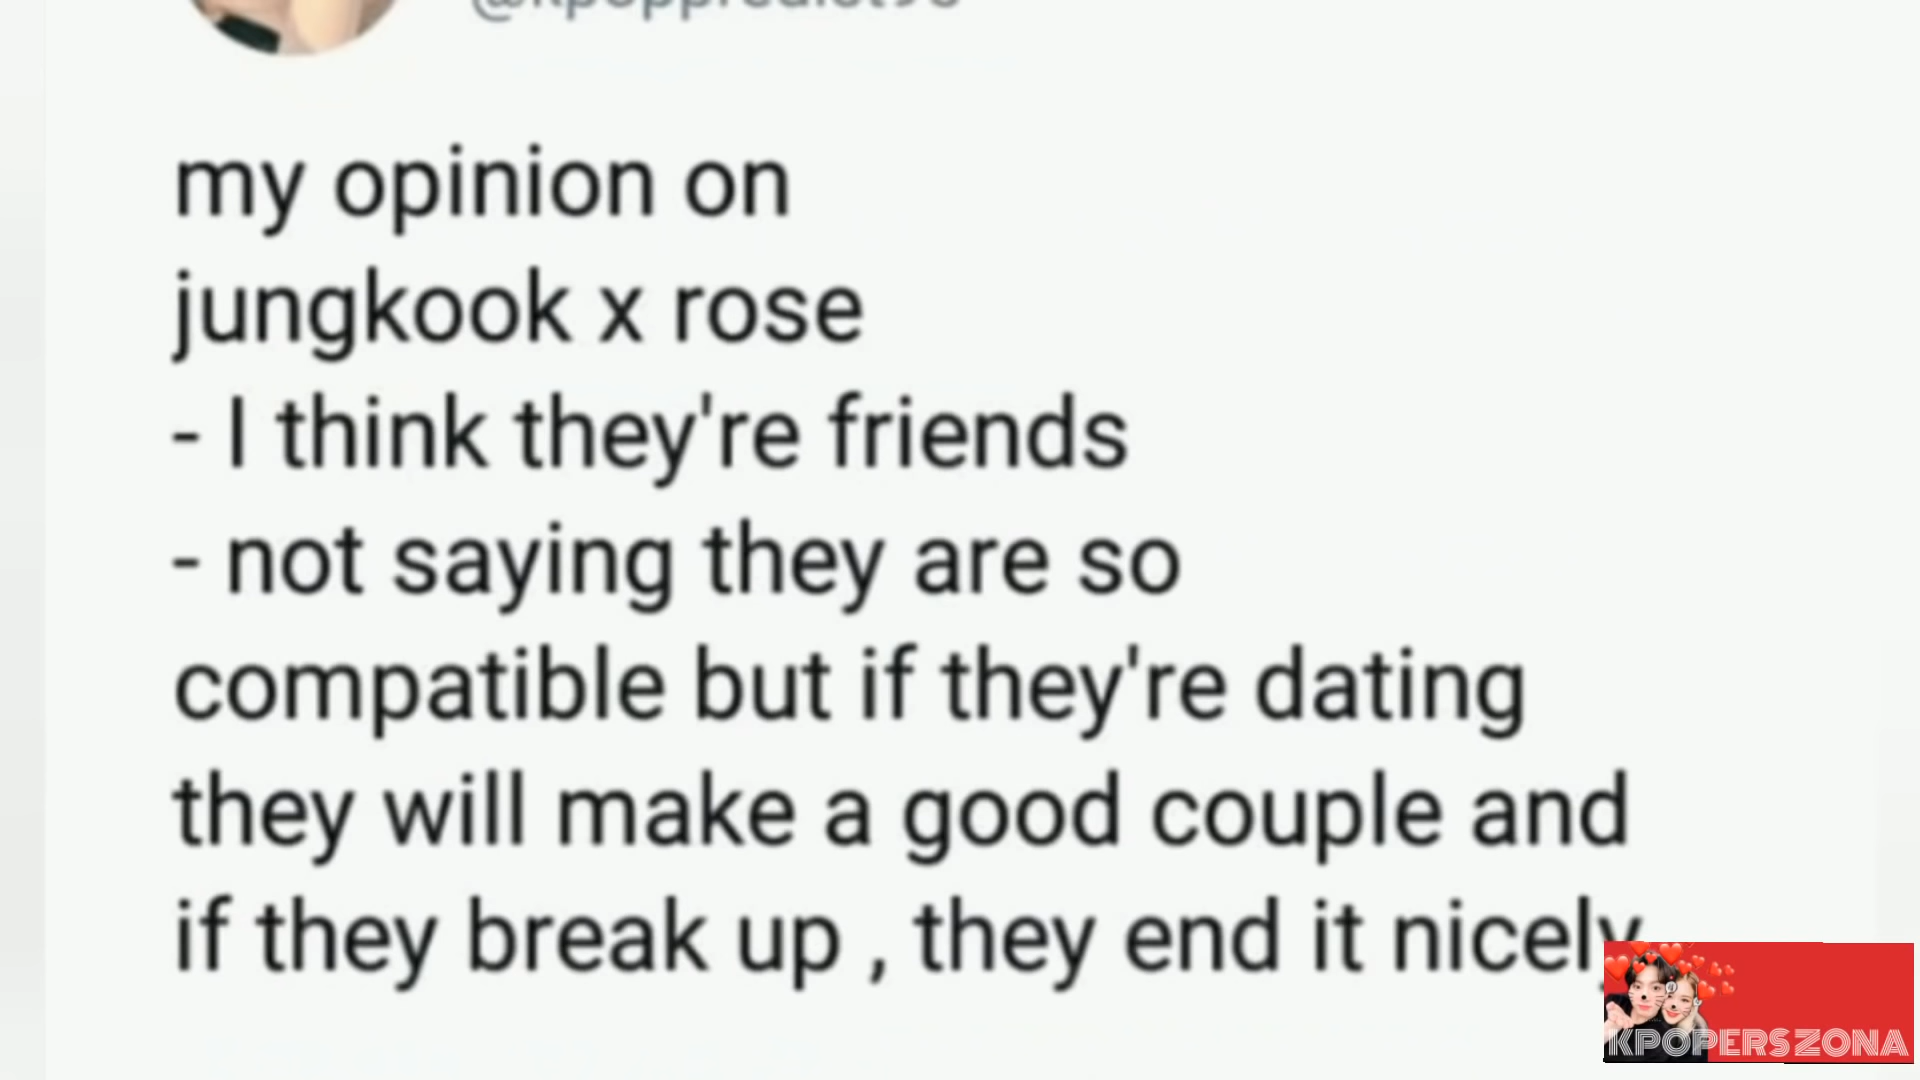 @kpoppredict98
my opinion on
jungkook x rose
- I think they're friends
- not saying they are so
compatible but if they're dating
they will make a good couple and
if they break up , they end it nicely
KPOPERSZONA